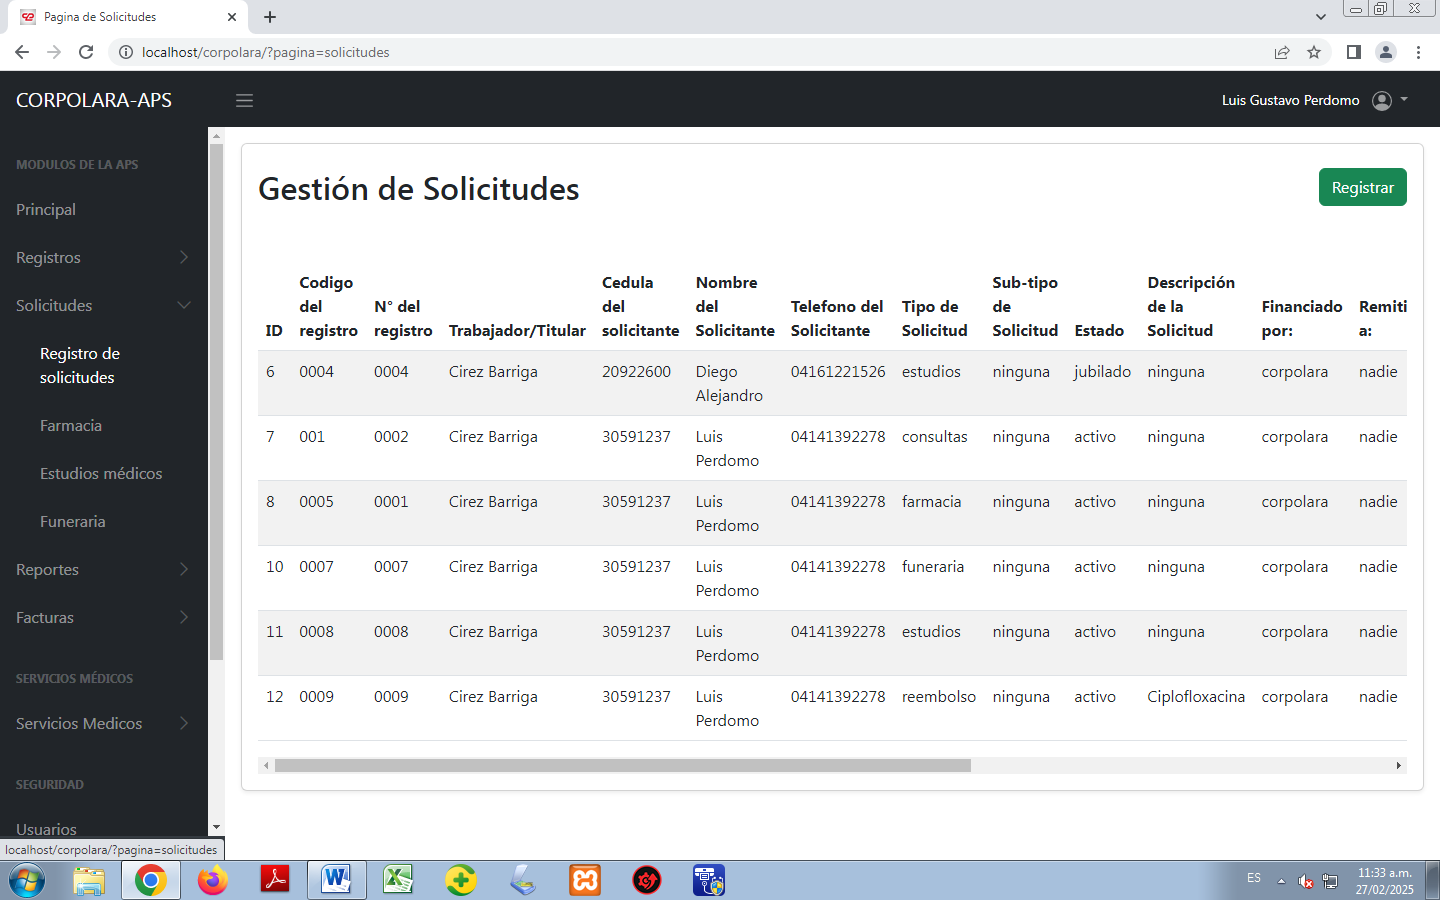 Pagina de Solicitudes
localhost/corpolara/?pagina=solicitudes
CORPOLARA-APS
Luis Gustavo Perdomo
MODULOS DE LA APS
Principal
Registros
Solicitudes
Registro de
solicitudes
Farmacia
Estudios médicos
Funeraria
Reportes
Facturas
SERVICIOS MÉDICOS
Servicios Medicos
SEGURIDAD
Usuarios
localhost/corpolara/?pagina=solicitudes
Gestión de Solicitudes
Registrar
ID Codigo del registro N° del registro Trabajador/Titular Cedula del solicitante Nombre del Solicitante Telefono del Solicitante Tipo de Solicitud Sub-tipo de Solicitud Estado Descripción de la Solicitud Financiado por: Remiti a:
6 0004 0004 Cirez Barriga 20922600 Diego Alejandro 04161221526 estudios ninguna jubilado ninguna corpolara nadie
7 001 0002 Cirez Barriga 30591237 Luis Perdomo 04141392278 consultas ninguna activo ninguna corpolara nadie
8 0005 0001 Cirez Barriga 30591237 Luis Perdomo 04141392278 farmacia ninguna activo ninguna corpolara nadie
10 0007 0007 Cirez Barriga 30591237 Luis Perdomo 04141392278 funeraria ninguna activo ninguna corpolara nadie
11 0008 0008 Cirez Barriga 30591237 Luis Perdomo 04141392278 estudios ninguna activo ninguna corpolara nadie
12 0009 0009 Cirez Barriga 30591237 Luis Perdomo 04141392278 reembolso ninguna activo Ciplofloxacina corpolara nadie
ES
11:33 a.m.
27/02/2025